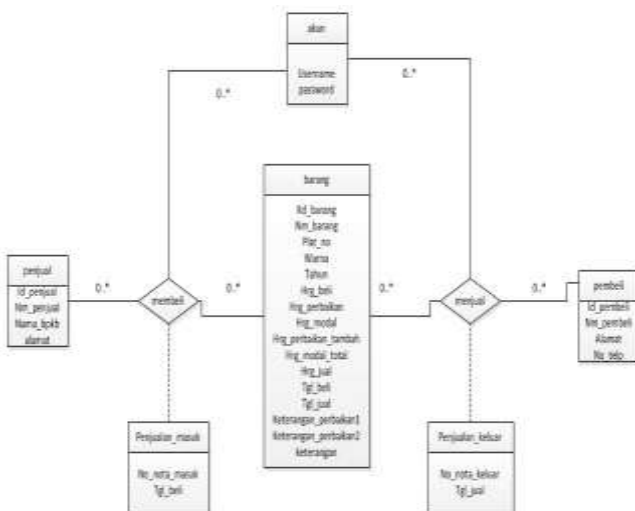 akun
Username
password
0..*
0..*
barang
Kd_barang
Nm_barang
Plat_no
Warna
Tahun
Hrg_beli
Hrg_perbaikan
Hrg_modal
Hrg_perbaikan_tambah
Hrg_modal_total
Hrg_jual
Tgl_beli
Tgl_jual
Keterangan_perbaikan1
Keterangan_perbaikan2
keterangan
penjual
Id_penjual
Nm_penjual
Nama_bpkb
alamat
0..*
membeli
0..*
0..*
menjual
0..*
pembeli
Id_pembeli
Nm_pembeli
Alamat
No_telp
Penjualan_masuk
No_nota_masuk
Tgl_beli
Penjualan_keluar
No_nota_keluar
Tgl_jual